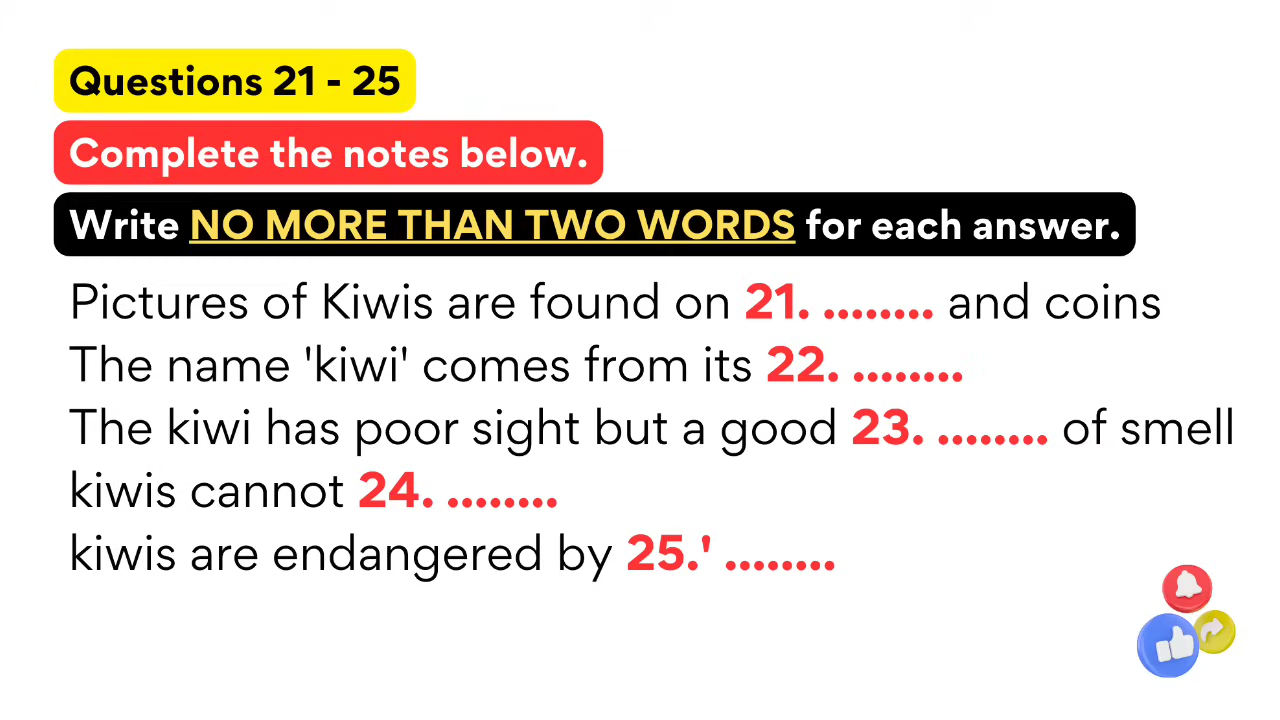 Questions 21 - 25
Complete the notes below.
Write NO MORE THAN TWO WORDS for each answer.
Pictures of Kiwis are found on 21. ........ and coins
The name 'kiwi' comes from its 22. ........
The kiwi has poor sight but a good 23. ........ of smell
kiwis cannot 24. ........
kiwis are endangered by 25.' ........